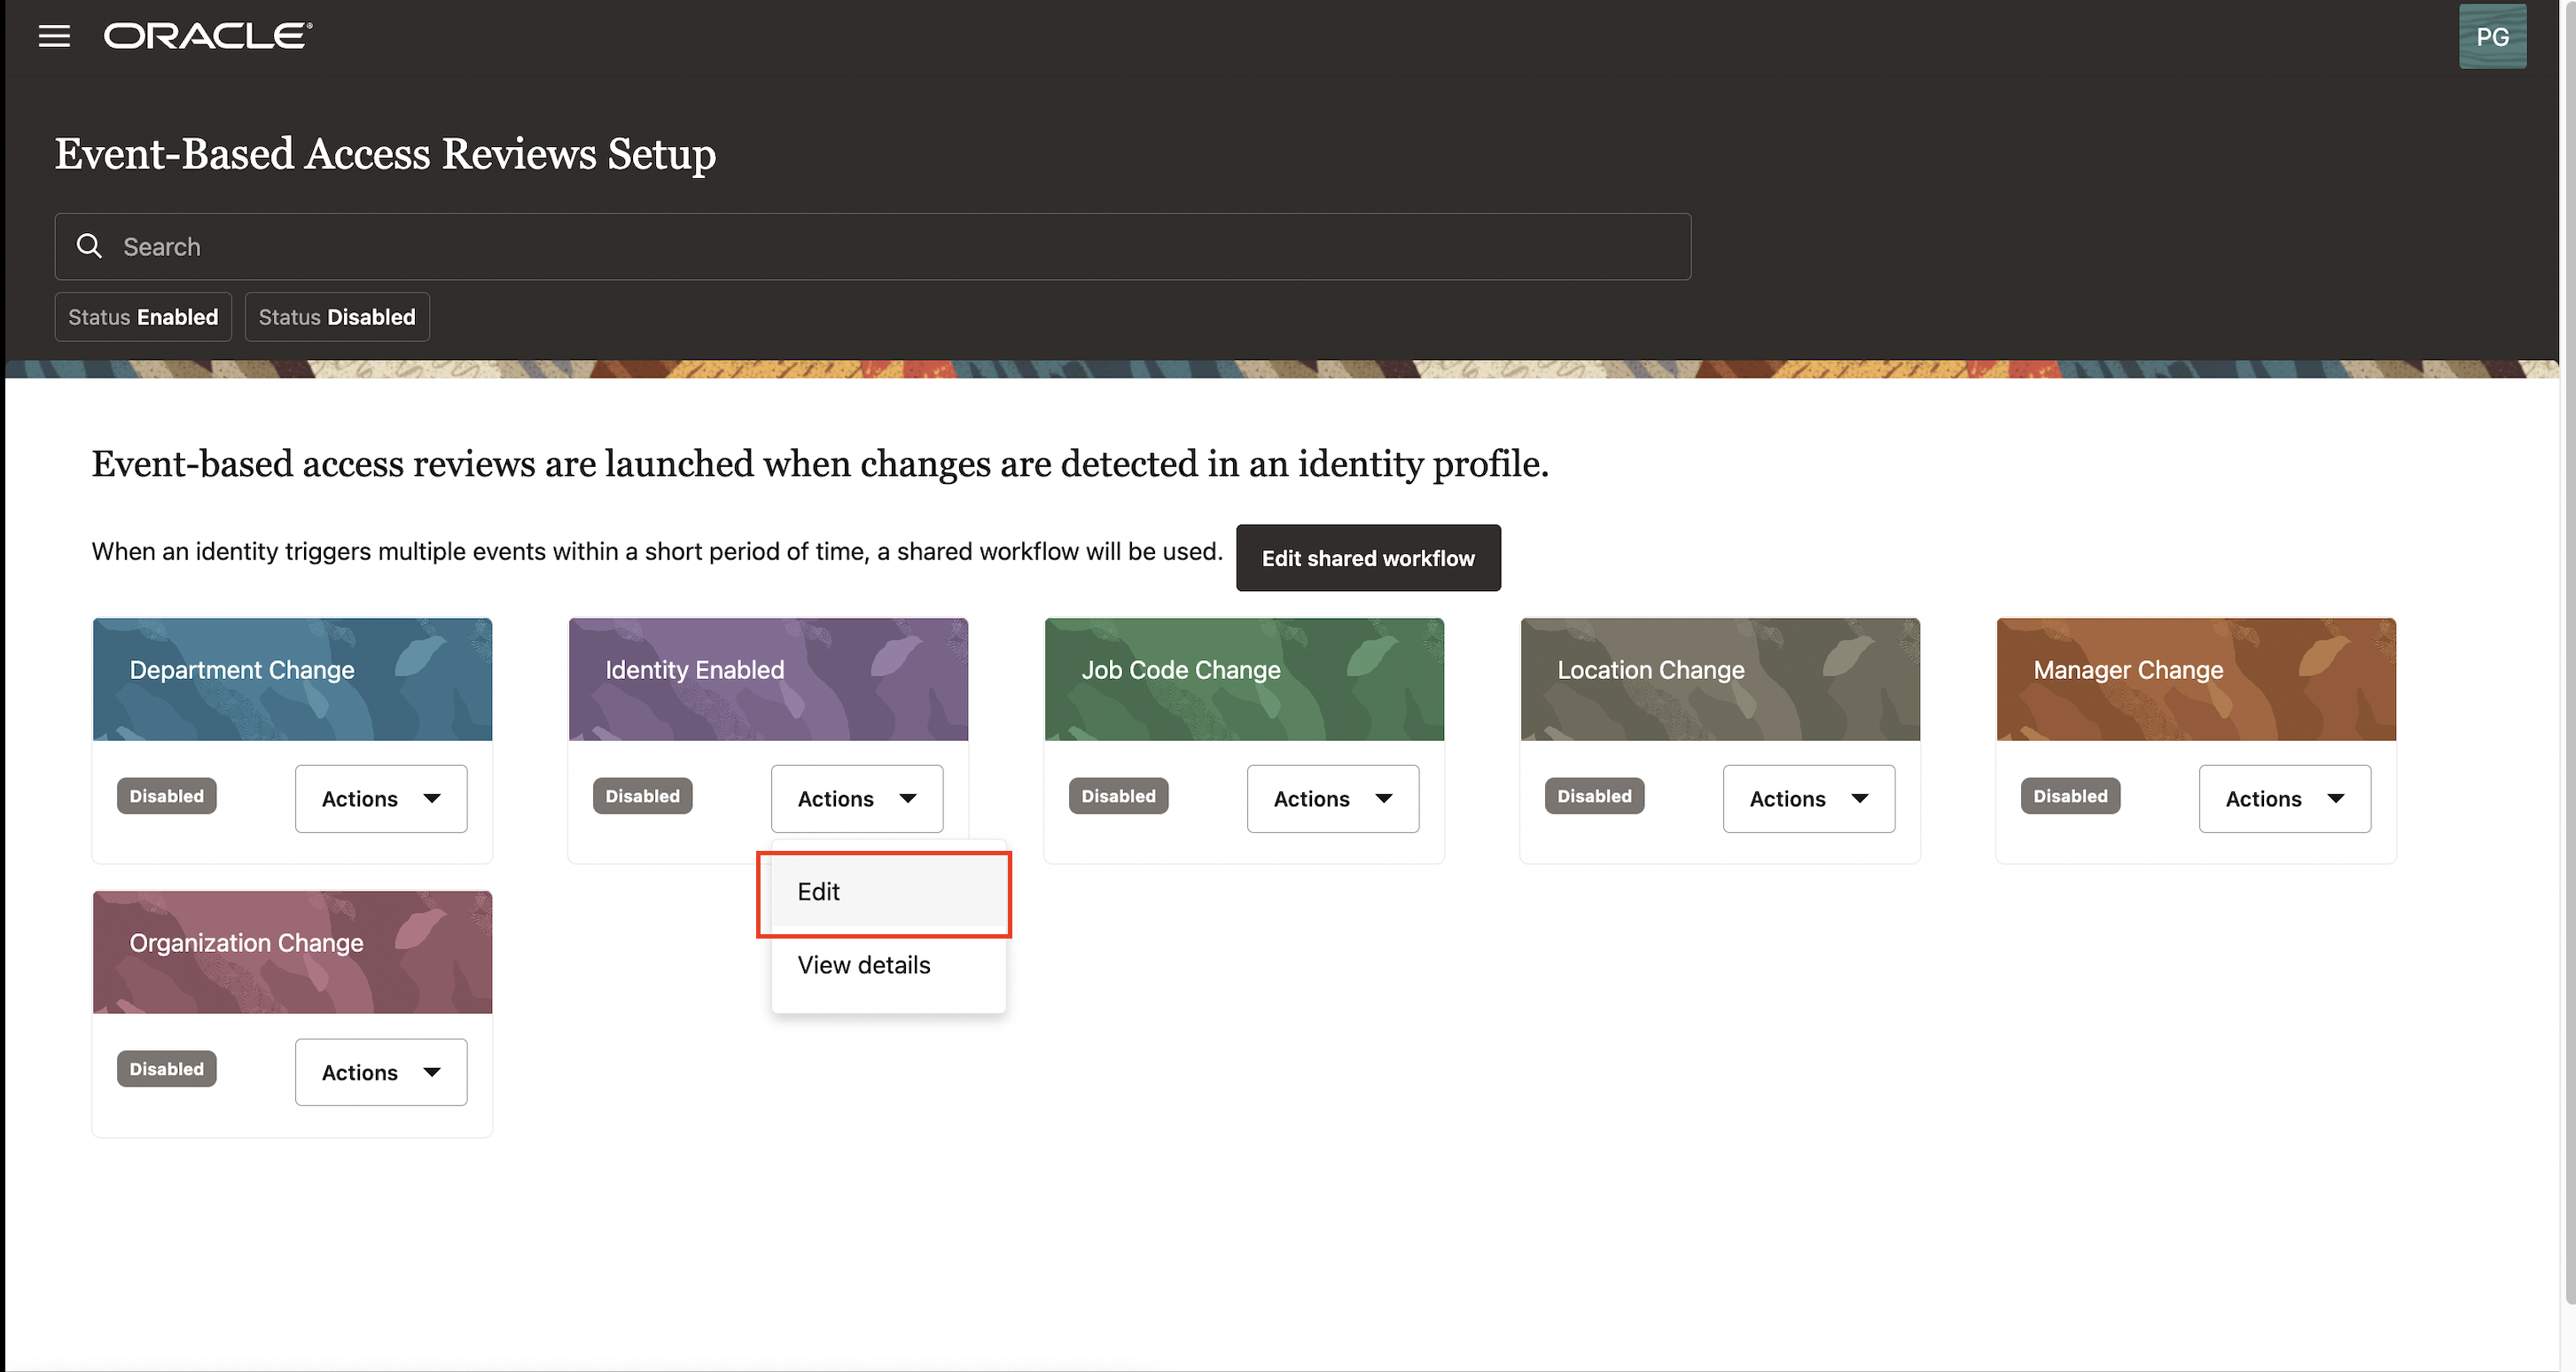 ORACLE
PG
Event-Based Access Reviews Setup
Search
Status Enabled
Status Disabled
Event-based access reviews are launched when changes are detected in an identity profile.
When an identity triggers multiple events within a short period of time, a shared workflow will be used.
Edit shared workflow
Department Change
Identity Enabled
Job Code Change
Location Change
Manager Change
Disabled
Actions
Disabled
Actions
Disabled
Actions
Disabled
Actions
Disabled
Actions
Edit
View details
Organization Change
Disabled
Actions